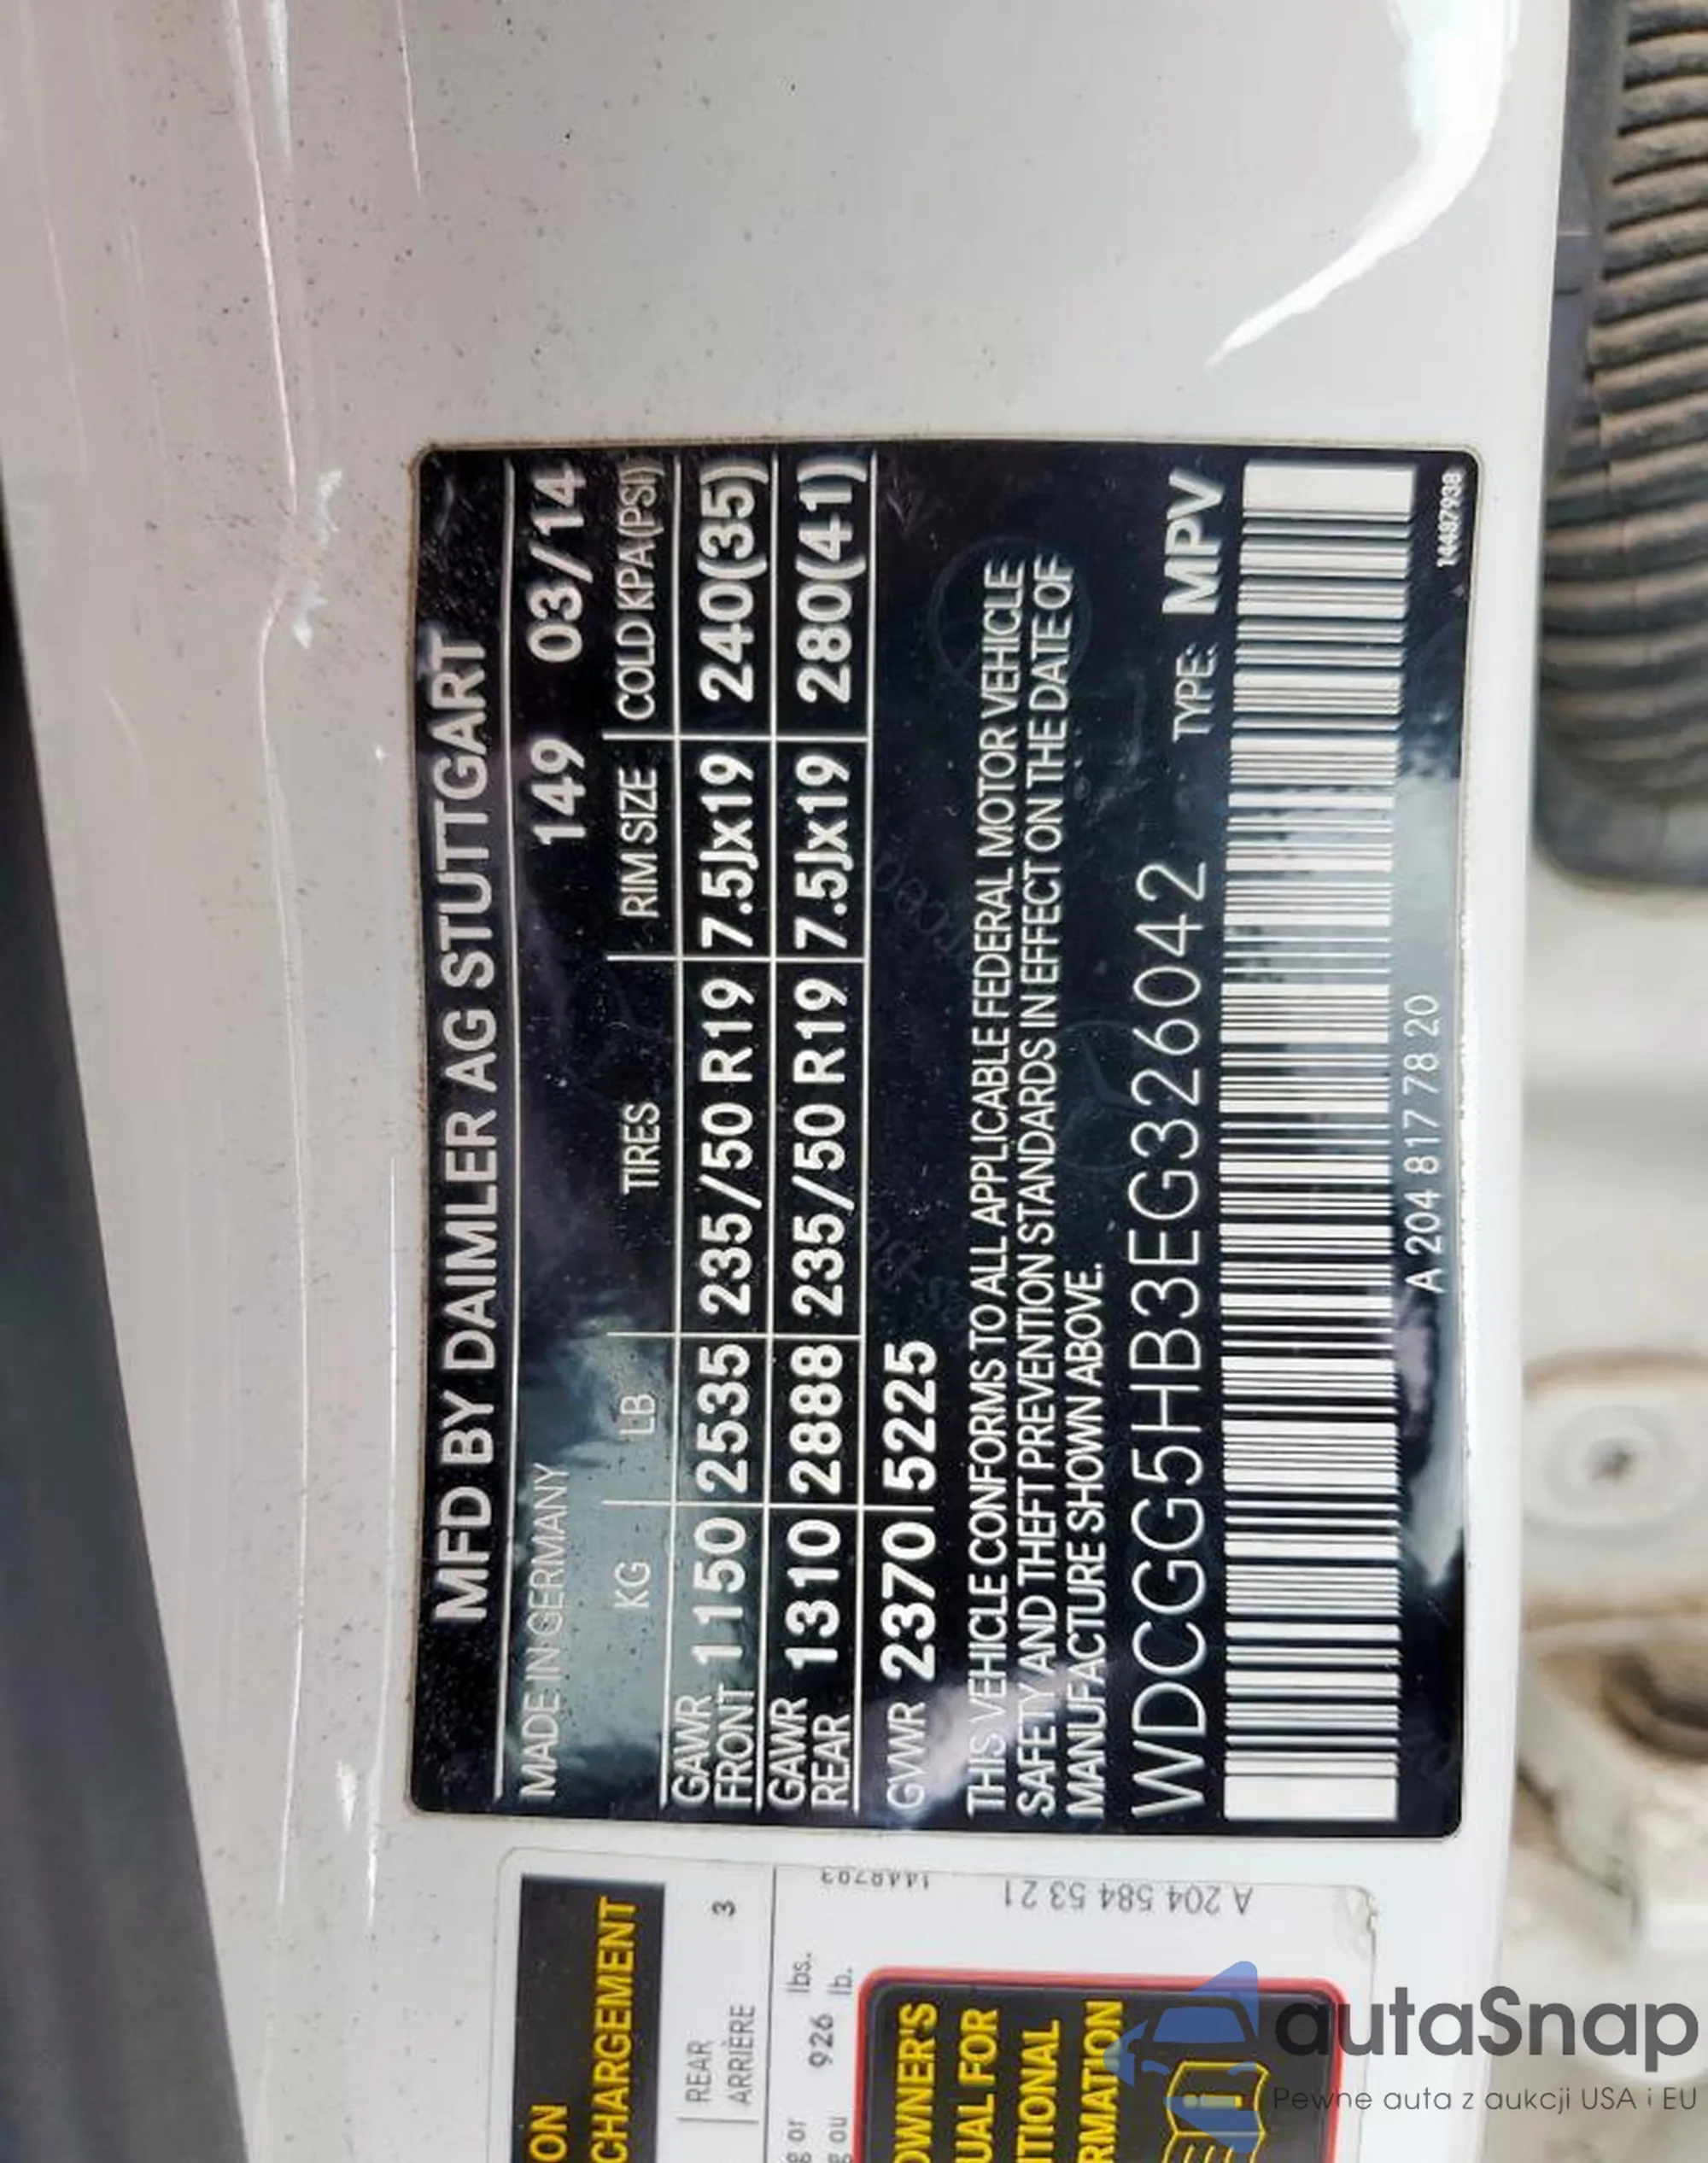 MFD BY DAIMLER AG STUTTGART
MADE IN GERMANY 149 03/14
KG LB TIRES RIM SIZE COLD KPA(PSI)
GAWR FRONT 1150 2535 235/50 R19 7.5Jx19 240(35)
GAWR REAR 1310 2888 235/50 R19 7.5Jx19 280(41)
GVWR 2370 5225
THIS VEHICLE CONFORMS TO ALL APPLICABLE FEDERAL MOTOR VEHICLE
SAFETY AND THEFT PREVENTION STANDARDS IN EFFECT ON THE DATE OF
MANUFACTURE SHOWN ABOVE.
WDCGG5HB3EG326042 TYPE: MPV
A 204 817 78 20
14487938
ON
CHARGEMENT
REAR
ARRIÈRE 3
926 lbs.
lb.
A 204 584 53 21
OWNER'S
UAL FOR
ITIONAL
RMATION
autaSnap
Pewne auta z aukcji USA i EU